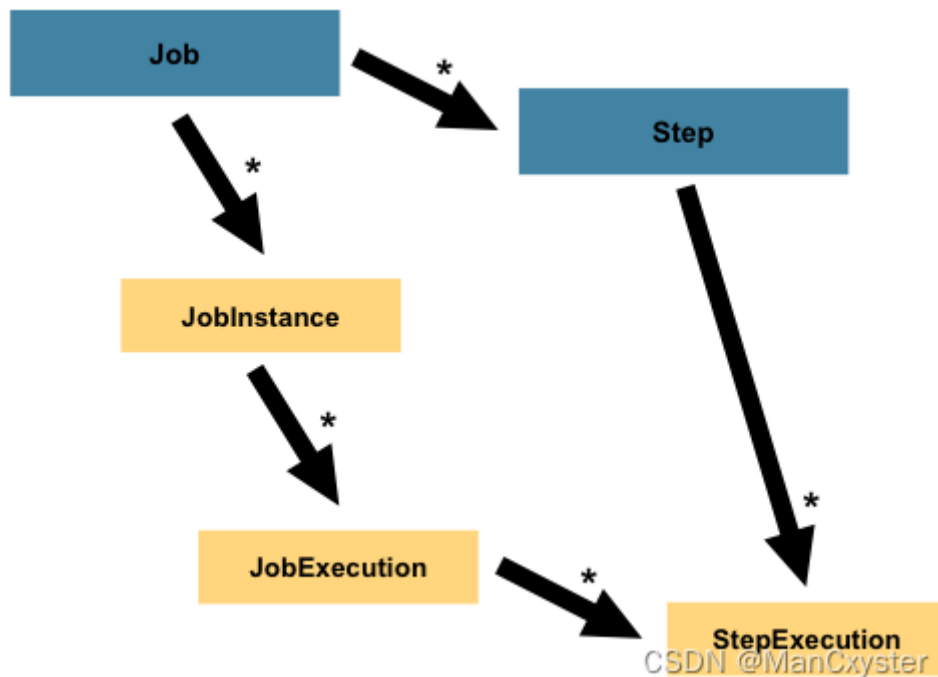 Job
*
Step
*
JobInstance
*
*
JobExecution
*
StepExecution
CSDN @ManCxyster